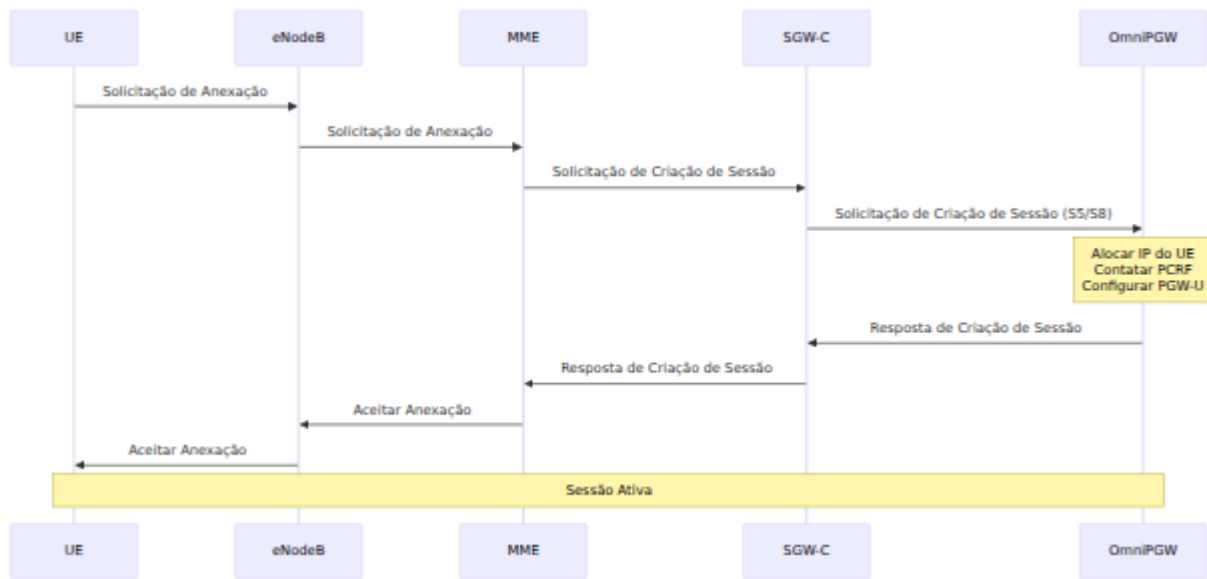 UE
eNodeB
MME
SGW-C
OmniPGW
Solicitação de Anexação
Solicitação de Anexação
Solicitação de Criação de Sessão
Solicitação de Criação de Sessão (S5/S8)
Alocar IP do UE
Contatar PCRF
Configurar PGW-U
Resposta de Criação de Sessão
Resposta de Criação de Sessão
Aceitar Anexação
Aceitar Anexação
Sessão Ativa
UE
eNodeB
MME
SGW-C
OmniPGW